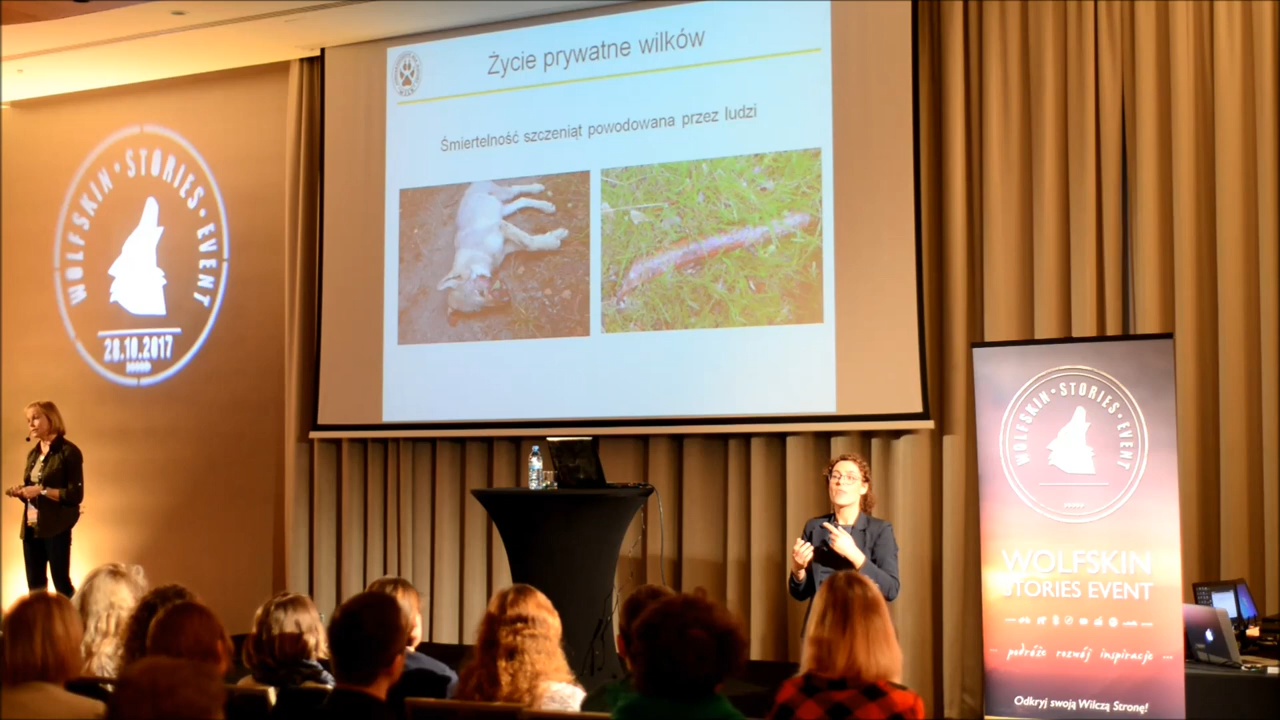 Życie prywatne wilków
Śmiertelność szczeniąt powodowana przez ludzi
WOLFSKIN • STORIES • EVENT
28.10.2017
WOLFSKIN • STORIES • EVENT
WOLFSKIN
STORIES EVENT
podróże rozwój inspiracje
Odkryj swoją Wilczą Stronę!